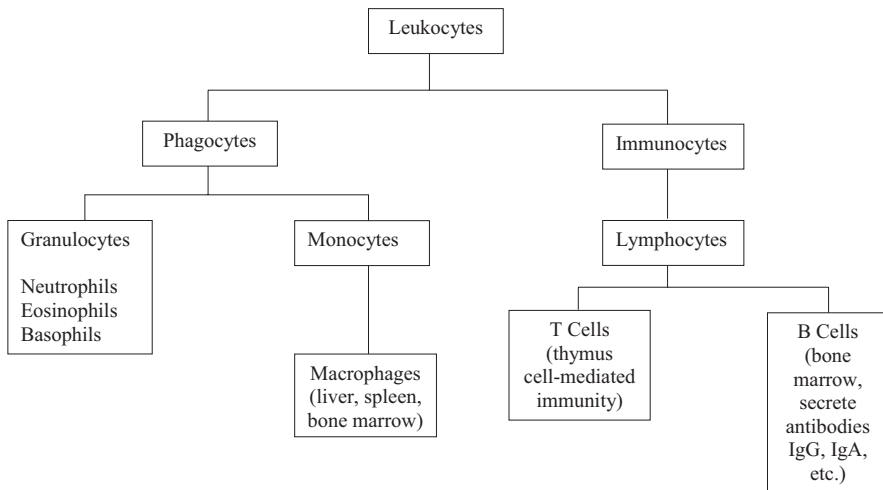 Leukocytes
Phagocytes
Immunocytes
Granulocytes
Neutrophils
Eosinophils
Basophils
Monocytes
Lymphocytes
Macrophages
(liver, spleen,
bone marrow)
T Cells
(thymus
cell-mediated
immunity)
B Cells
(bone
marrow,
secrete
antibodies
IgG, IgA,
etc.)